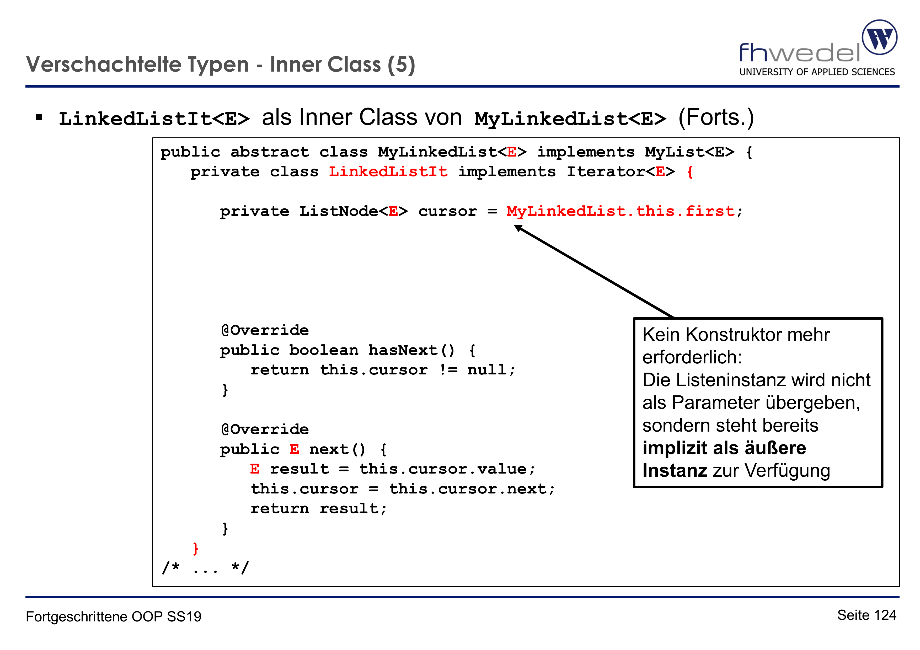 Verschachtelte Typen - Inner Class (5)
fhwedel
UNIVERSITY OF APPLIED SCIENCES
▪ LinkedListIt<E> als Inner Class von MyLinkedList<E> (Forts.)
public abstract class MyLinkedList<E> implements MyList<E> {
private class LinkedListIt implements Iterator<E> {
private ListNode<E> cursor = MyLinkedList.this.first;
@Override
public boolean hasNext() {
return this.cursor != null;
}
@Override
public E next() {
E result = this.cursor.value;
this.cursor = this.cursor.next;
return result;
}
}
/* ... */
Kein Konstruktor mehr
erforderlich:
Die Listeninstanz wird nicht
als Parameter übergeben,
sondern steht bereits
implizit als äußere
Instanz zur Verfügung
Fortgeschrittene OOP SS19
Seite 124